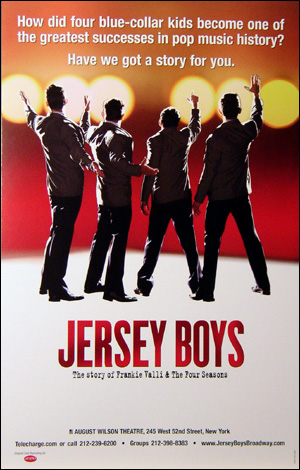 How did four blue-collar kids become one of
the greatest successes in pop music history?
Have we got a story for you.
JERSEY BOYS
The story of Frankie Valli & The Four Seasons
AUGUST WILSON THEATRE, 245 West 52nd Street, New York
Telecharge.com or call 212-239-6200 • Groups 212-398-8383 • www.JerseyBoysBroadway.com